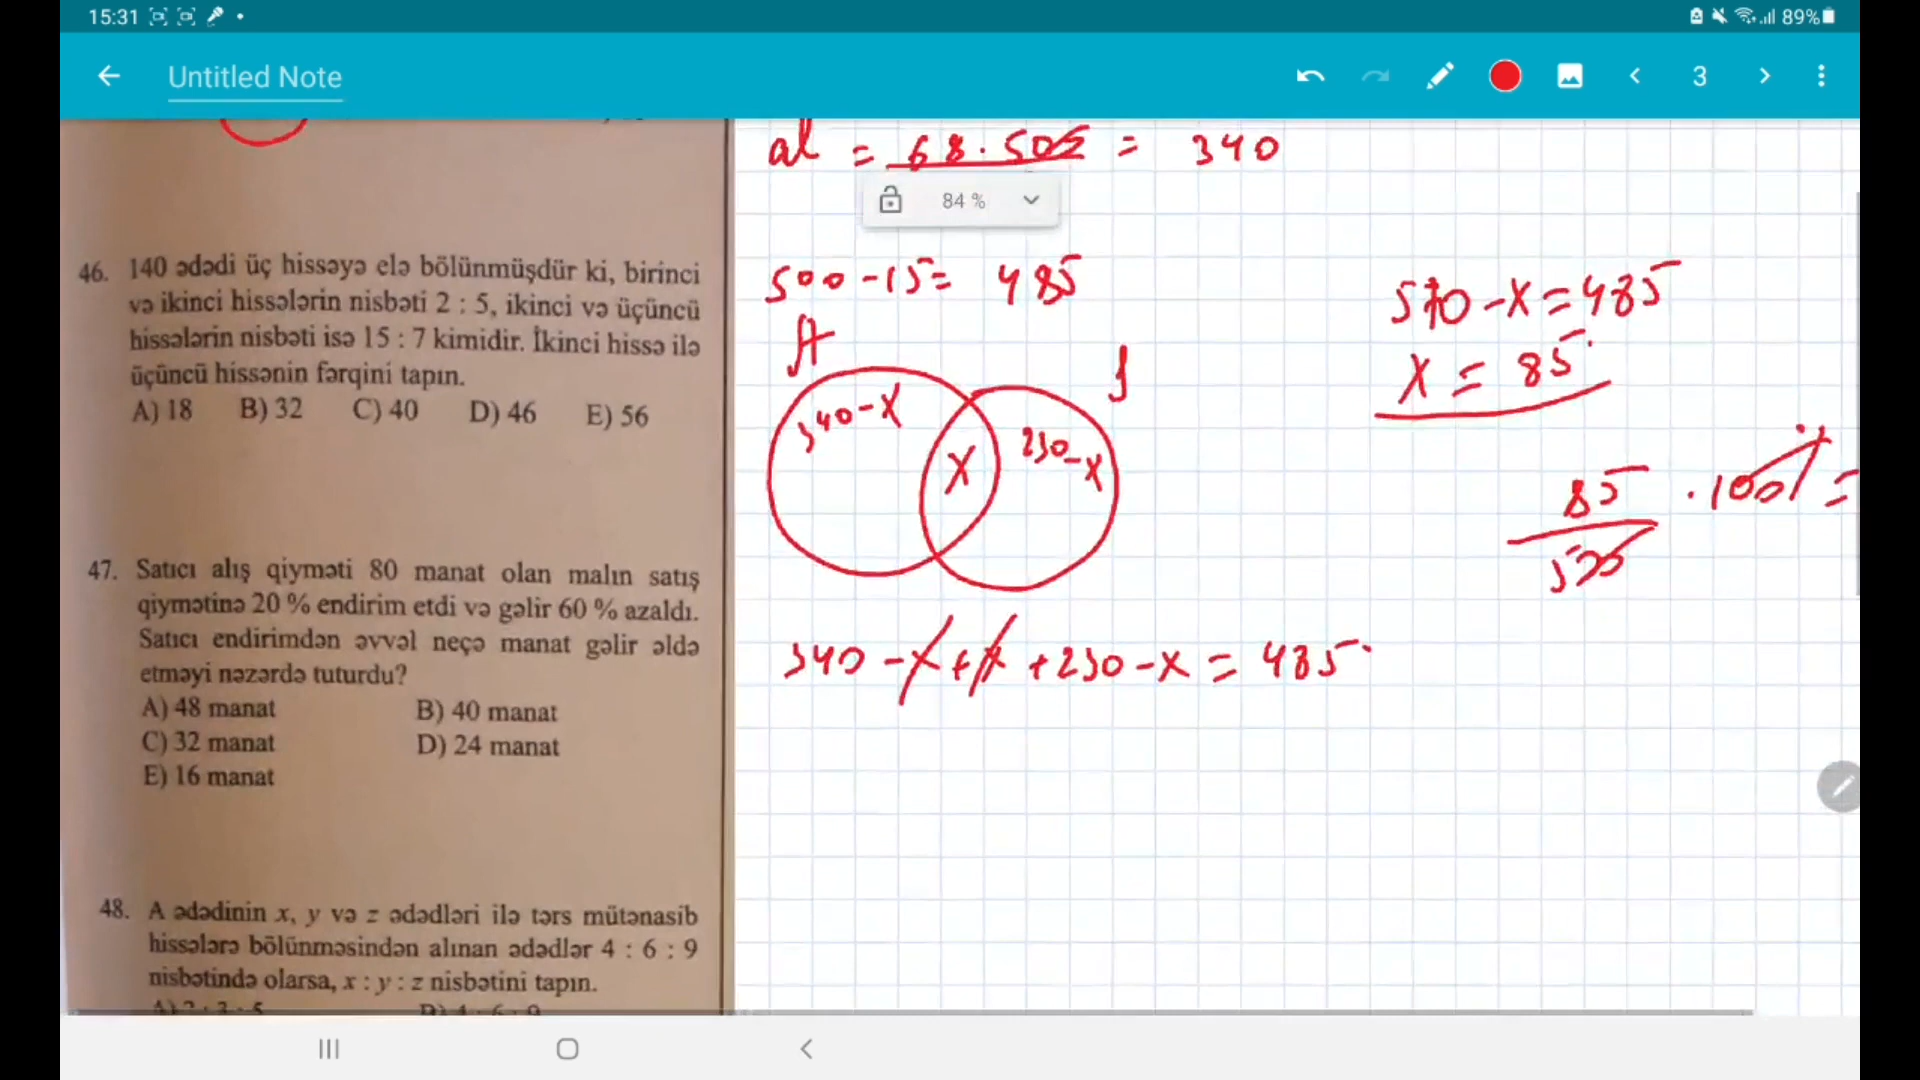 15:31
89%
Untitled Note
3
84 %
al = 68 · 500 = 340
500 - 15 = 485
570 - x = 485
x = 85
A
J
340 - x
x
230 - x
85 · 100% =
500
340 - x + x + 230 - x = 485
46. 140 ədədi üç hissəyə elə bölünmüşdür ki, birinci
və ikinci hissələrin nisbəti 2 : 5, ikinci və üçüncü
hissələrin nisbəti isə 15 : 7 kimidir. İkinci hissə ilə
üçüncü hissənin fərqini tapın.
A) 18 B) 32 C) 40 D) 46 E) 56
47. Satıcı alış qiyməti 80 manat olan malın satış
qiymətinə 20 % endirim etdi və gəlir 60 % azaldı.
Satıcı endirimdən əvvəl neçə manat gəlir əldə
etməyi nəzərdə tuturdu?
A) 48 manat B) 40 manat
C) 32 manat D) 24 manat
E) 16 manat
48. A ədədinin x, y və z ədədləri ilə tərs mütənasib
hissələrə bölünməsindən alınan ədədlər 4 : 6 : 9
nisbətində olarsa, x : y : z nisbətini tapın.